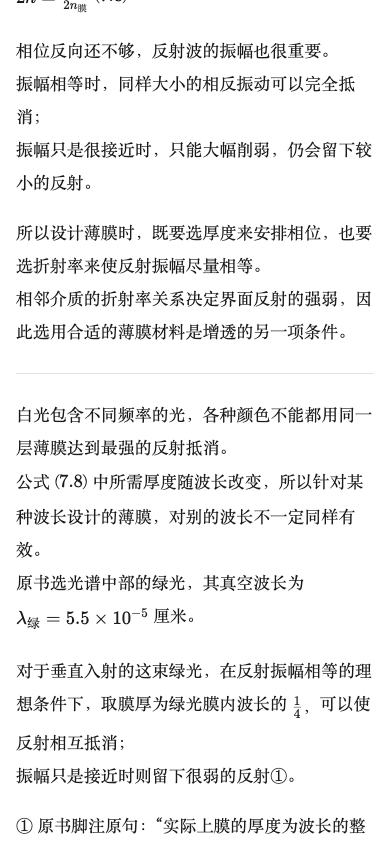 相位反向还不够，反射波的振幅也很重要。
振幅相等时，同样大小的相反振动可以完全抵
消；
振幅只是很接近时，只能大幅削弱，仍会留下较
小的反射。
所以设计薄膜时，既要选厚度来安排相位，也要
选折射率来使反射振幅尽量相等。
相邻介质的折射率关系决定界面反射的强弱，因
此选用合适的薄膜材料是增透的另一项条件。
白光包含不同频率的光，各种颜色不能都用同一
层薄膜达到最强的反射抵消。
公式 (7.8) 中所需厚度随波长改变，所以针对某
种波长设计的薄膜，对别的波长不一定同样有
效。
原书选光谱中部的绿光，其真空波长为
λ绿 = 5.5 × 10⁻⁵ 厘米。
对于垂直入射的这束绿光，在反射振幅相等的理
想条件下，取膜厚为绿光膜内波长的 1/4，可以使
反射相互抵消；
振幅只是接近时则留下很弱的反射①。
① 原书脚注原句：“实际上膜的厚度为波长的整